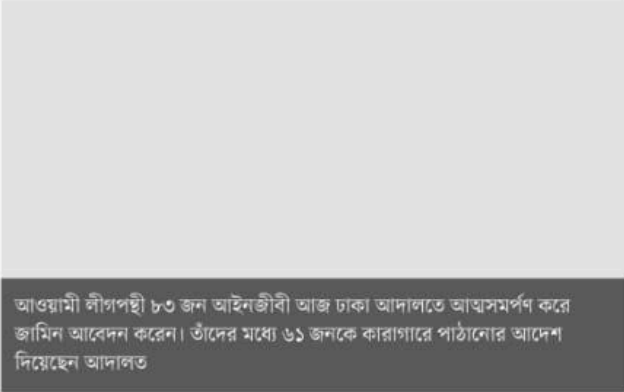 আওয়ামী লীগপন্থী ৮৩ জন আইনজীবী আজ ঢাকা আদালতে আত্মসমর্পণ করে
জামিন আবেদন করেন। তাঁদের মধ্যে ৬১ জনকে কারাগারে পাঠানোর আদেশ
দিয়েছেন আদালত